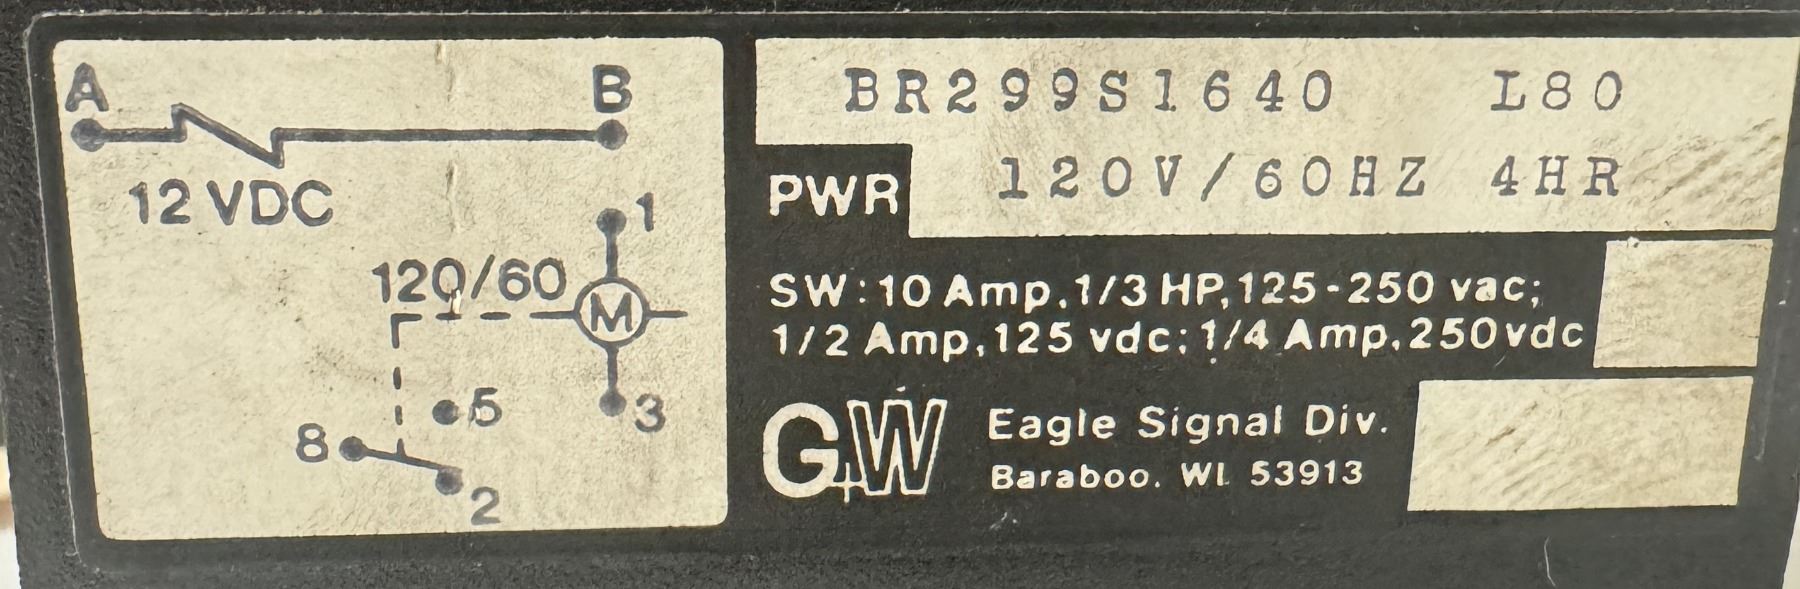 A B
12 VDC
1
120/60
M
5
3
8
2
BR299S1640 L80
PWR 120V/60HZ 4HR
SW: 10 Amp, 1/3 HP, 125-250 vac;
1/2 Amp, 125 vdc; 1/4 Amp, 250vdc
G+W Eagle Signal Div.
Baraboo. WI. 53913